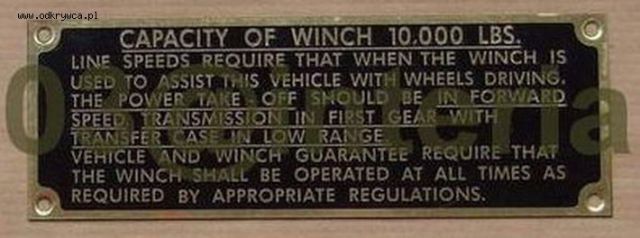 www.odkrywca.pl
CAPACITY OF WINCH 10.000 LBS.
LINE SPEEDS REQUIRE THAT WHEN THE WINCH IS
USED TO ASSIST THIS VEHICLE WITH WHEELS DRIVING.
THE POWER TAKE OFF SHOULD BE IN FORWARD
SPEED, TRANSMISSION IN FIRST GEAR WITH
TRANSFER CASE IN LOW RANGE.
VEHICLE AND WINCH GUARANTEE REQUIRE THAT
THE WINCH SHALL BE OPERATED AT ALL TIMES AS
REQUIRED BY APPROPRIATE REGULATIONS.